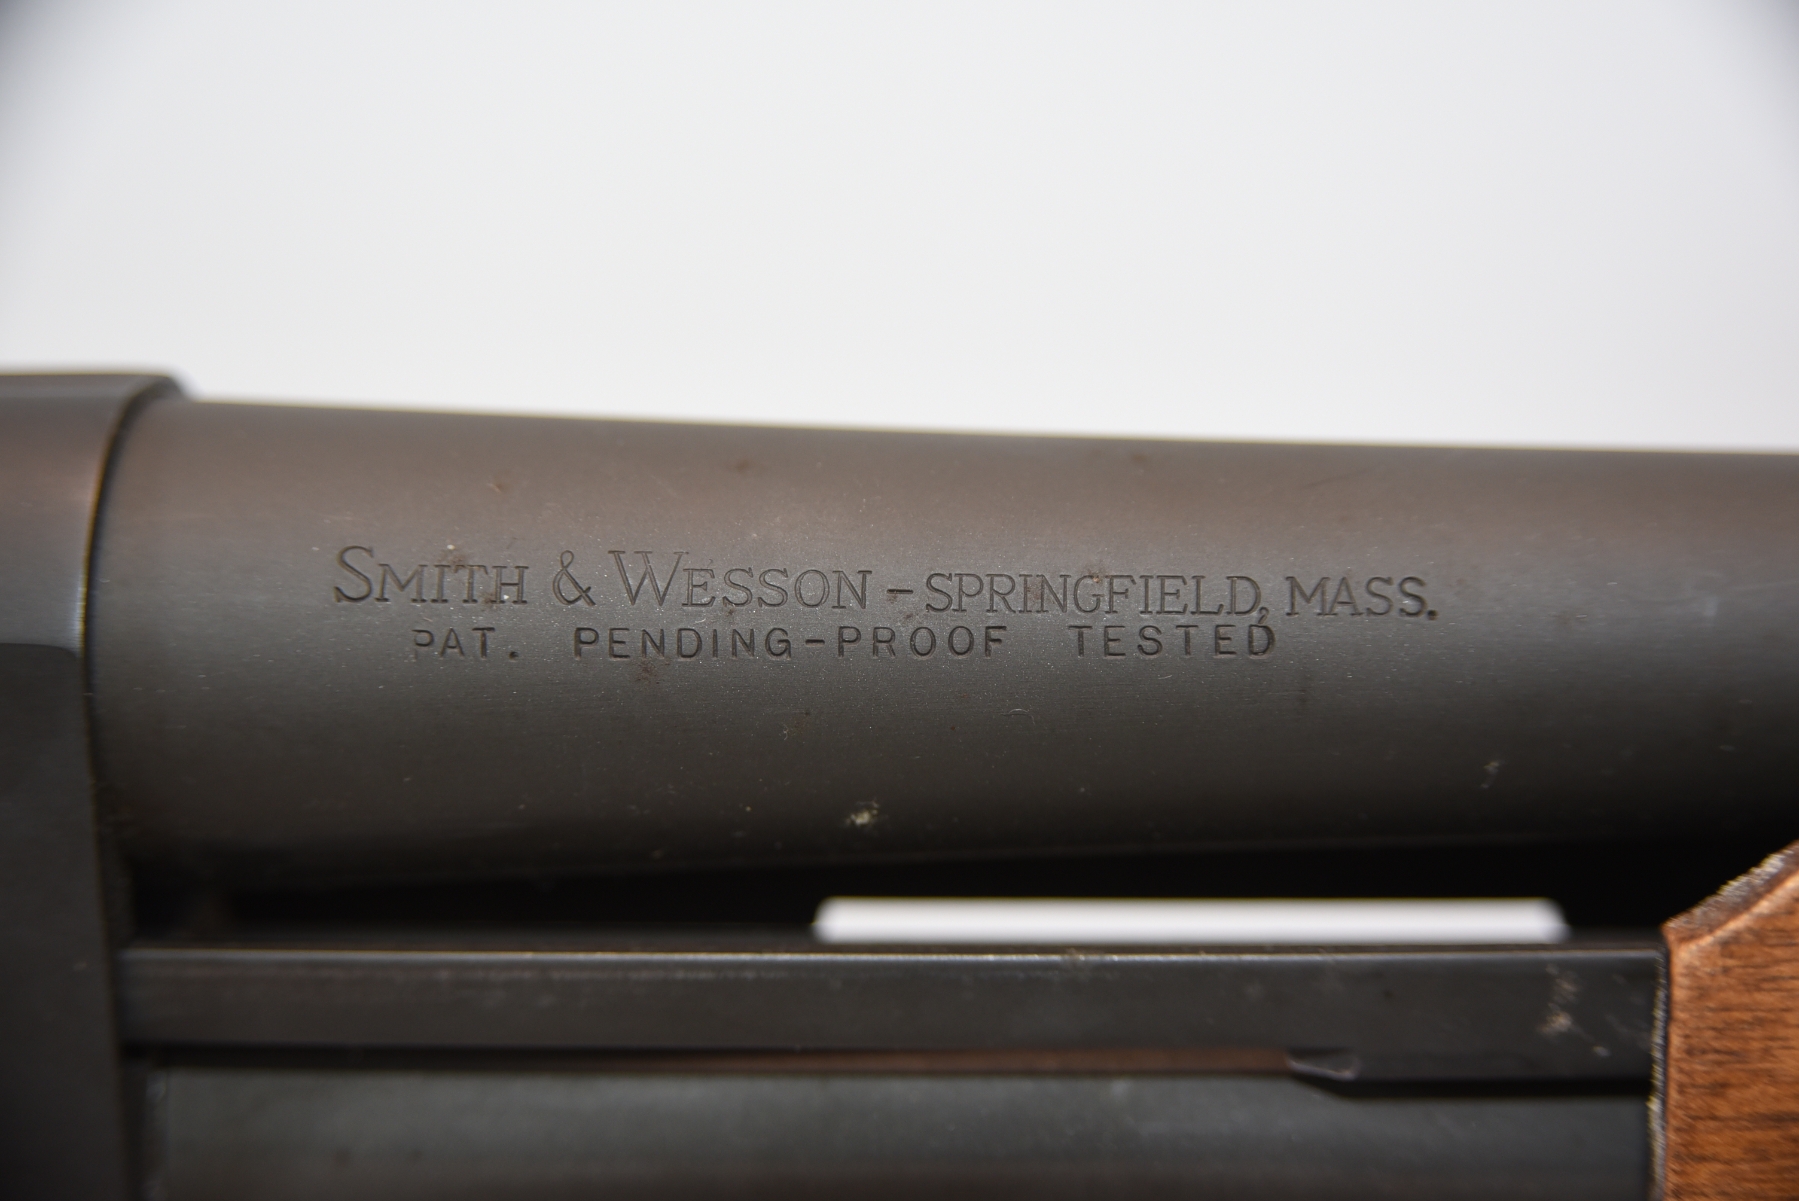 SMITH & WESSON – SPRINGFIELD, MASS.
PAT. PENDING–PROOF TESTED